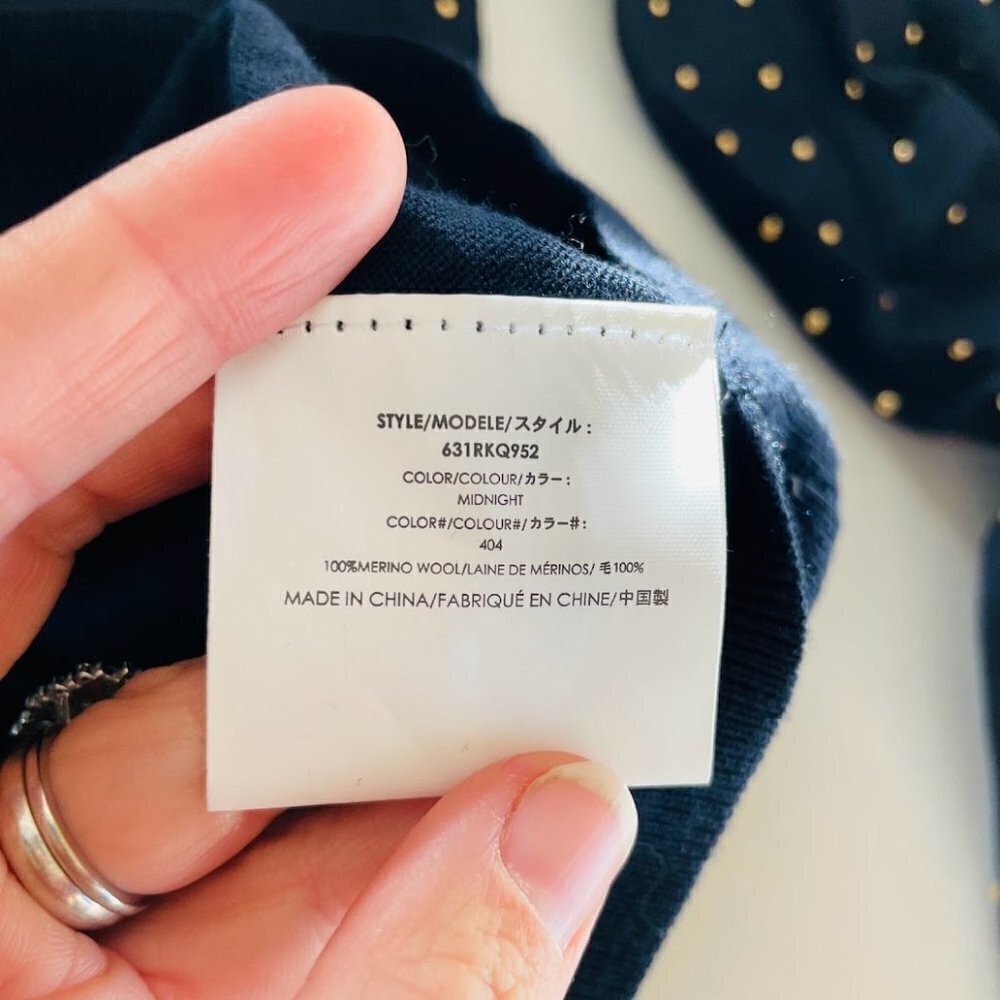 STYLE/MODELE/スタイル:
631RKQ952
COLOR/COLOUR/カラー:
MIDNIGHT
COLOR#/COLOUR#/カラー#:
404
100%MERINO WOOL/LAINE DE MÉRINOS/ 毛100%
MADE IN CHINA/FABRIQUÉ EN CHINE/中国製